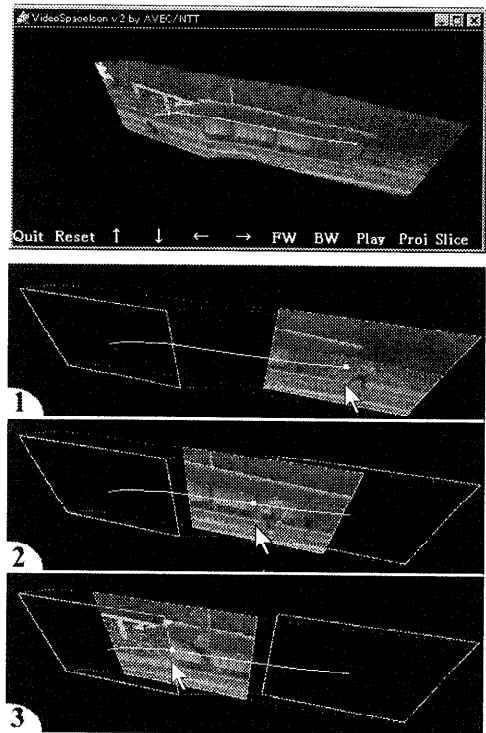 VideoSpaceIcon v2 by AVEC/NTT
Quit Reset ↑ ↓ ← → FW BW Play Proj Slice
1
2
3